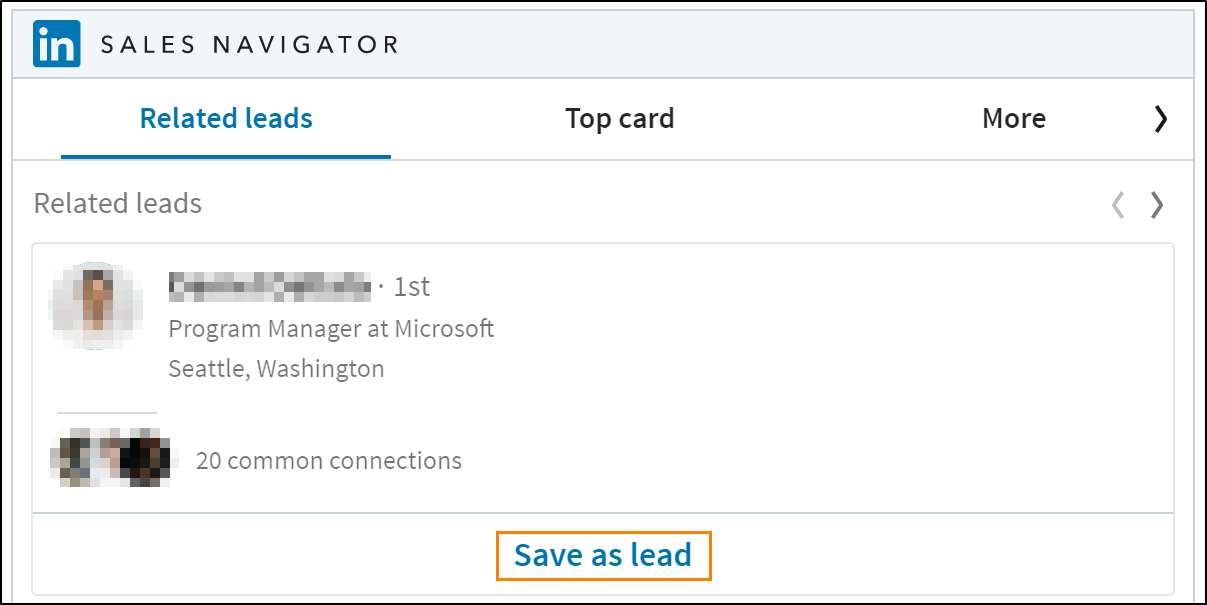 in SALES NAVIGATOR
Related leads Top card More
Related leads
· 1st
Program Manager at Microsoft
Seattle, Washington
20 common connections
Save as lead